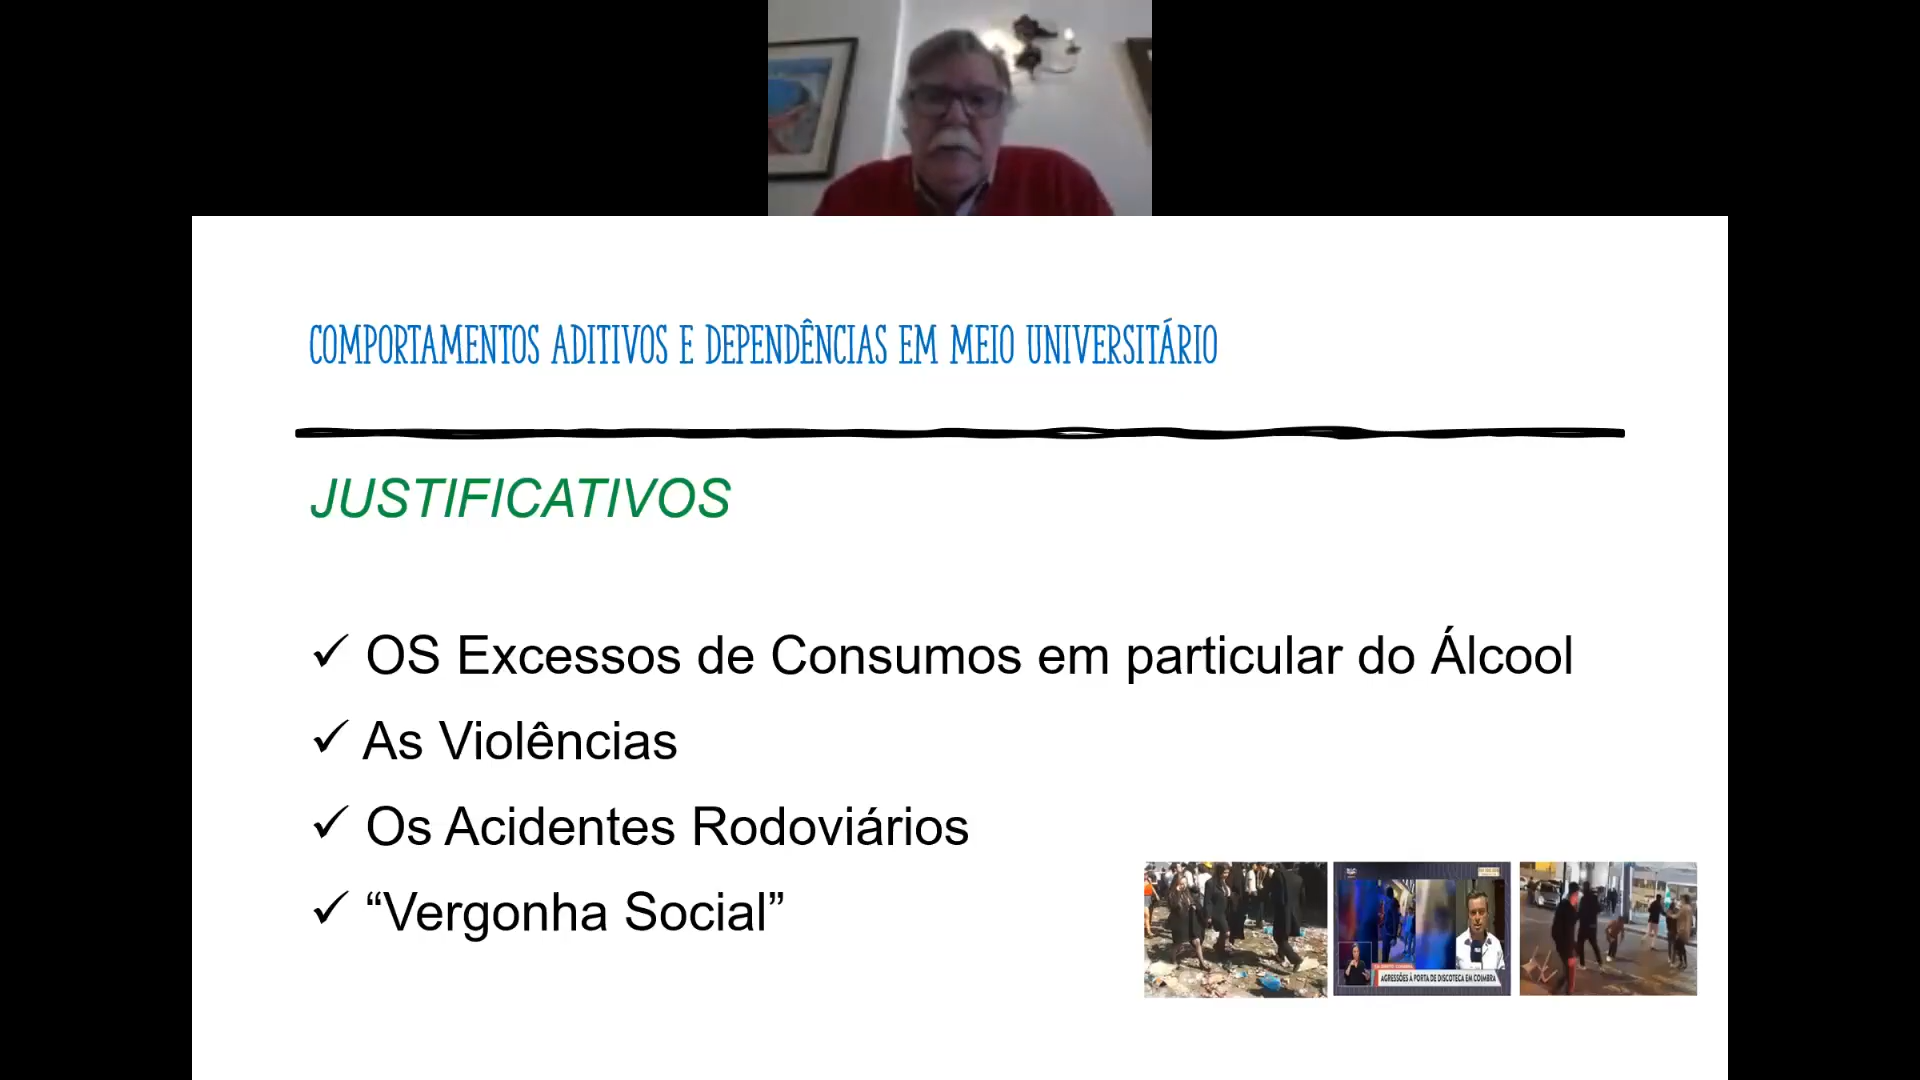 COMPORTAMENTOS ADITIVOS E DEPENDÊNCIAS EM MEIO UNIVERSITÁRIO
JUSTIFICATIVOS
✓ OS Excessos de Consumos em particular do Álcool
✓ As Violências
✓ Os Acidentes Rodoviários
✓ “Vergonha Social”
AGRESSÕES À PORTA DE DISCOTECA EM COIMBRA